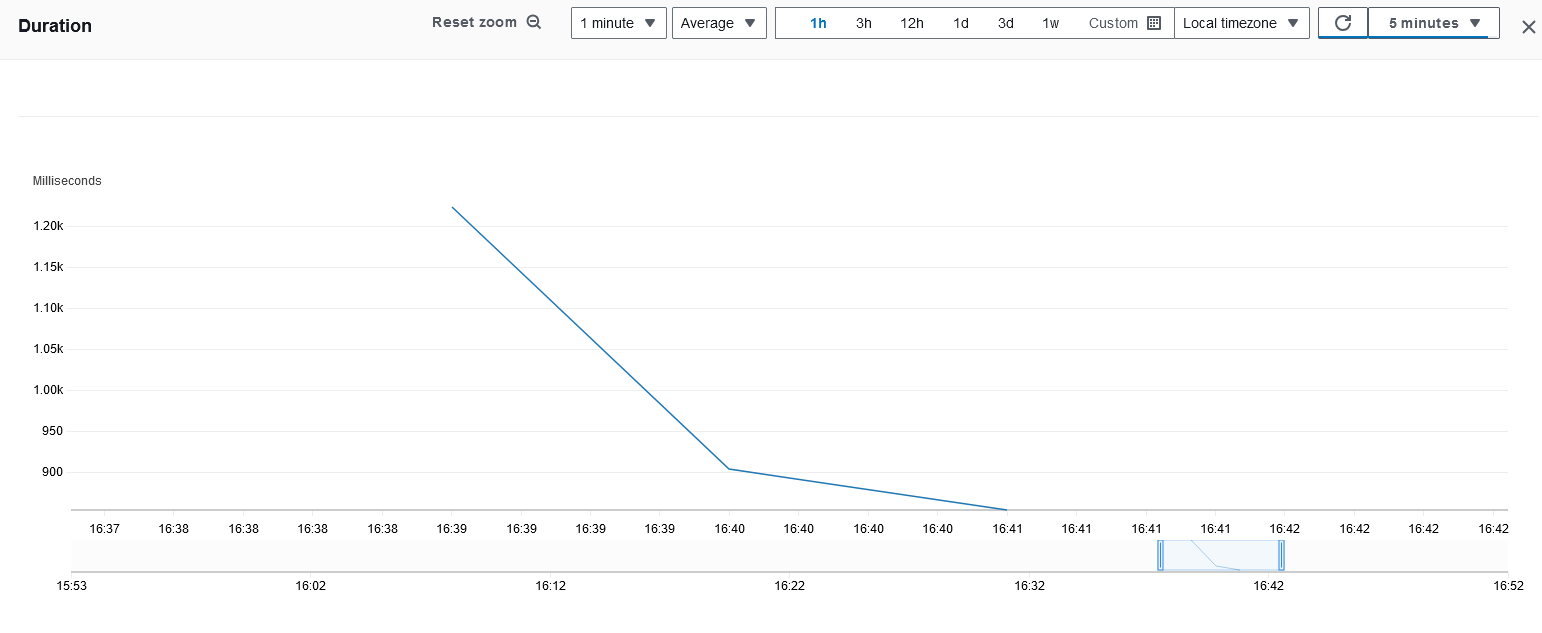 Duration
Reset zoom
1 minute
Average
1h 3h 12h 1d 3d 1w Custom
Local timezone
5 minutes
Milliseconds
1.20k
1.15k
1.10k
1.05k
1.00k
950
900
16:37 16:38 16:38 16:38 16:38 16:39 16:39 16:39 16:39 16:40 16:40 16:40 16:40 16:41 16:41 16:41 16:41 16:42 16:42 16:42 16:42
15:53 16:02 16:12 16:22 16:32 16:42 16:52